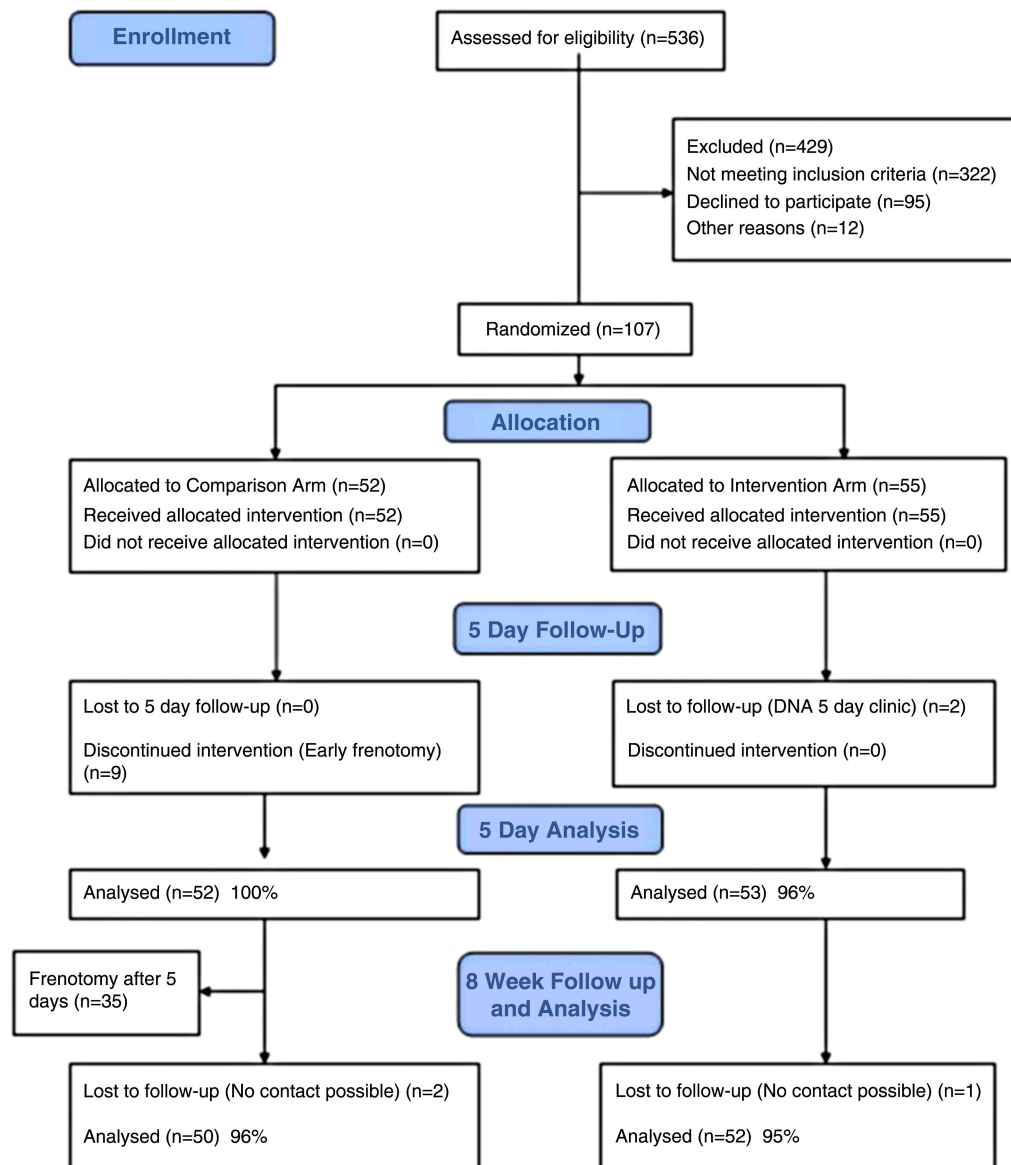 Enrollment
Assessed for eligibility (n=536)
Excluded (n=429)
Not meeting inclusion criteria (n=322)
Declined to participate (n=95)
Other reasons (n=12)
Randomized (n=107)
Allocation
Allocated to Comparison Arm (n=52)
Received allocated intervention (n=52)
Did not receive allocated intervention (n=0)
Allocated to Intervention Arm (n=55)
Received allocated intervention (n=55)
Did not receive allocated intervention (n=0)
5 Day Follow-Up
Lost to 5 day follow-up (n=0)
Discontinued intervention (Early frenotomy)
(n=9)
Lost to follow-up (DNA 5 day clinic) (n=2)
Discontinued intervention (n=0)
5 Day Analysis
Analysed (n=52) 100%
Analysed (n=53) 96%
Frenotomy after 5
days (n=35)
8 Week Follow up
and Analysis
Lost to follow-up (No contact possible) (n=2)
Analysed (n=50) 96%
Lost to follow-up (No contact possible) (n=1)
Analysed (n=52) 95%